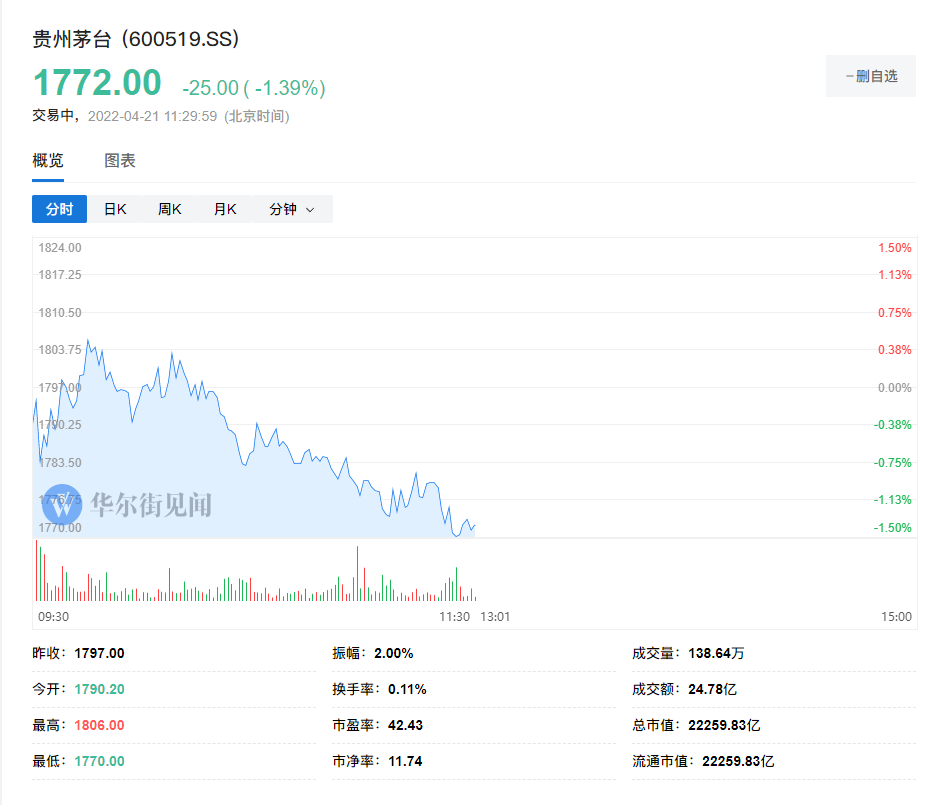 贵州茅台 (600519.SS)
1772.00 -25.00 ( -1.39%)
－删自选
交易中，2022-04-21 11:29:59 (北京时间)
概览 图表
分时 日K 周K 月K 分钟
1824.00 1.50%
1817.25 1.13%
1810.50 0.75%
1803.75 0.38%
1797.00 0.00%
1790.25 -0.38%
1783.50 -0.75%
1776.75 -1.13%
W 华尔街见闻
1770.00 -1.50%
09:30 11:30 13:01 15:00
昨收：1797.00 振幅：2.00% 成交量：138.64万
今开：1790.20 换手率：0.11% 成交额：24.78亿
最高：1806.00 市盈率：42.43 总市值：22259.83亿
最低：1770.00 市净率：11.74 流通市值：22259.83亿